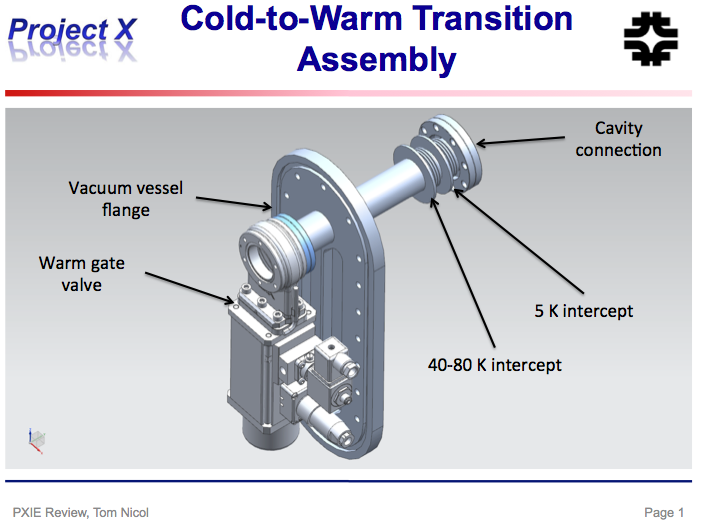 Project X
Cold-to-Warm Transition
Assembly
Cavity
connection
Vacuum vessel
flange
Warm gate
valve
5 K intercept
40-80 K intercept
PXIE Review, Tom Nicol
Page 1